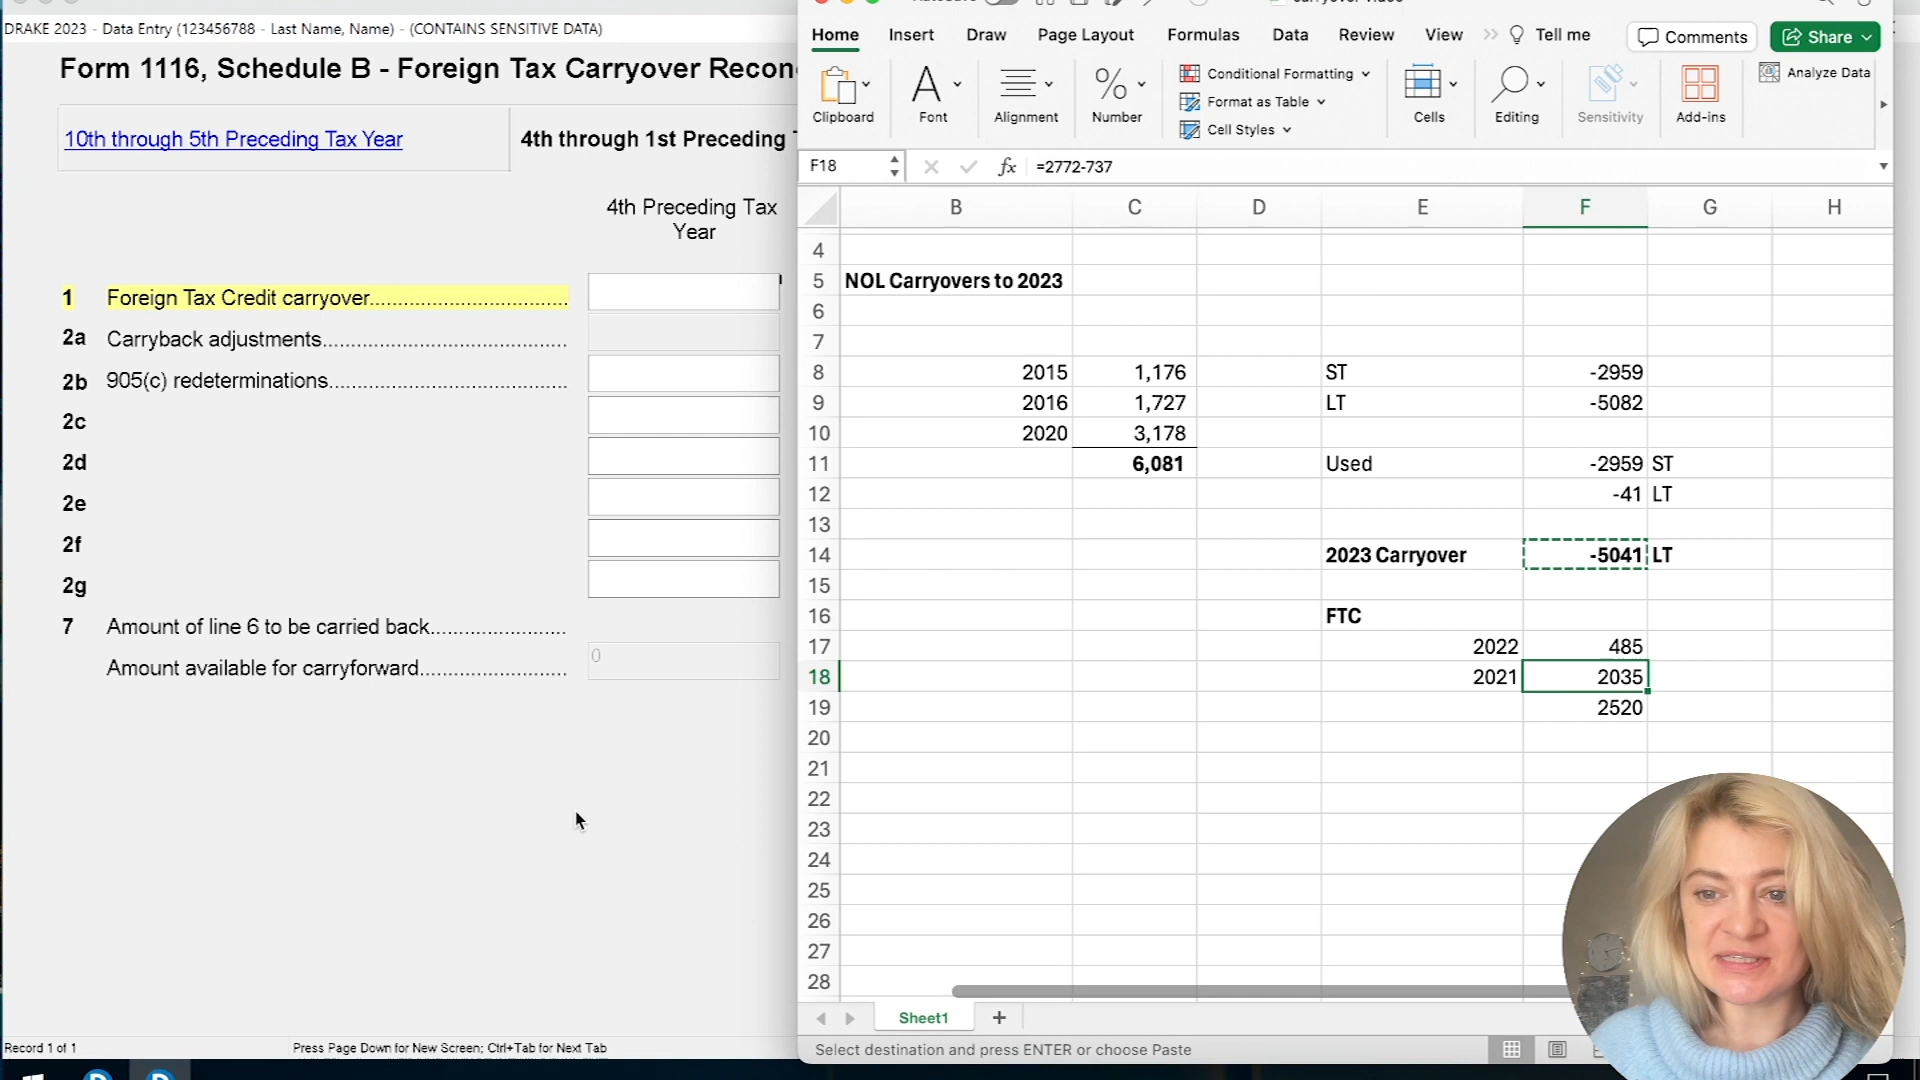 DRAKE 2023 - Data Entry (123456788 - Last Name, Name) - (CONTAINS SENSITIVE DATA)
Form 1116, Schedule B - Foreign Tax Carryover Recon
10th through 5th Preceding Tax Year
4th through 1st Preceding
4th Preceding Tax
Year
1 Foreign Tax Credit carryover
2a Carryback adjustments
2b 905(c) redeterminations
2c
2d
2e
2f
2g
7 Amount of line 6 to be carried back
Amount available for carryforward 0
Record 1 of 1
Press Page Down for New Screen; Ctrl+Tab for Next Tab
Home Insert Draw Page Layout Formulas Data Review View Tell me Comments Share
Clipboard Font Alignment Number
Conditional Formatting
Format as Table
Cell Styles
Cells Editing Sensitivity Add-ins Analyze Data
F18 fx =2772-737
B C D E F G H
4
5 NOL Carryovers to 2023
6
7
8 2015 1,176 ST -2959
9 2016 1,727 LT -5082
10 2020 3,178
11 6,081 Used -2959 ST
12 -41 LT
13
14 2023 Carryover -5041 LT
15
16 FTC
17 2022 485
18 2021 2035
19 2520
20
21
22
23
24
25
26
27
28
Sheet1 +
Select destination and press ENTER or choose Paste